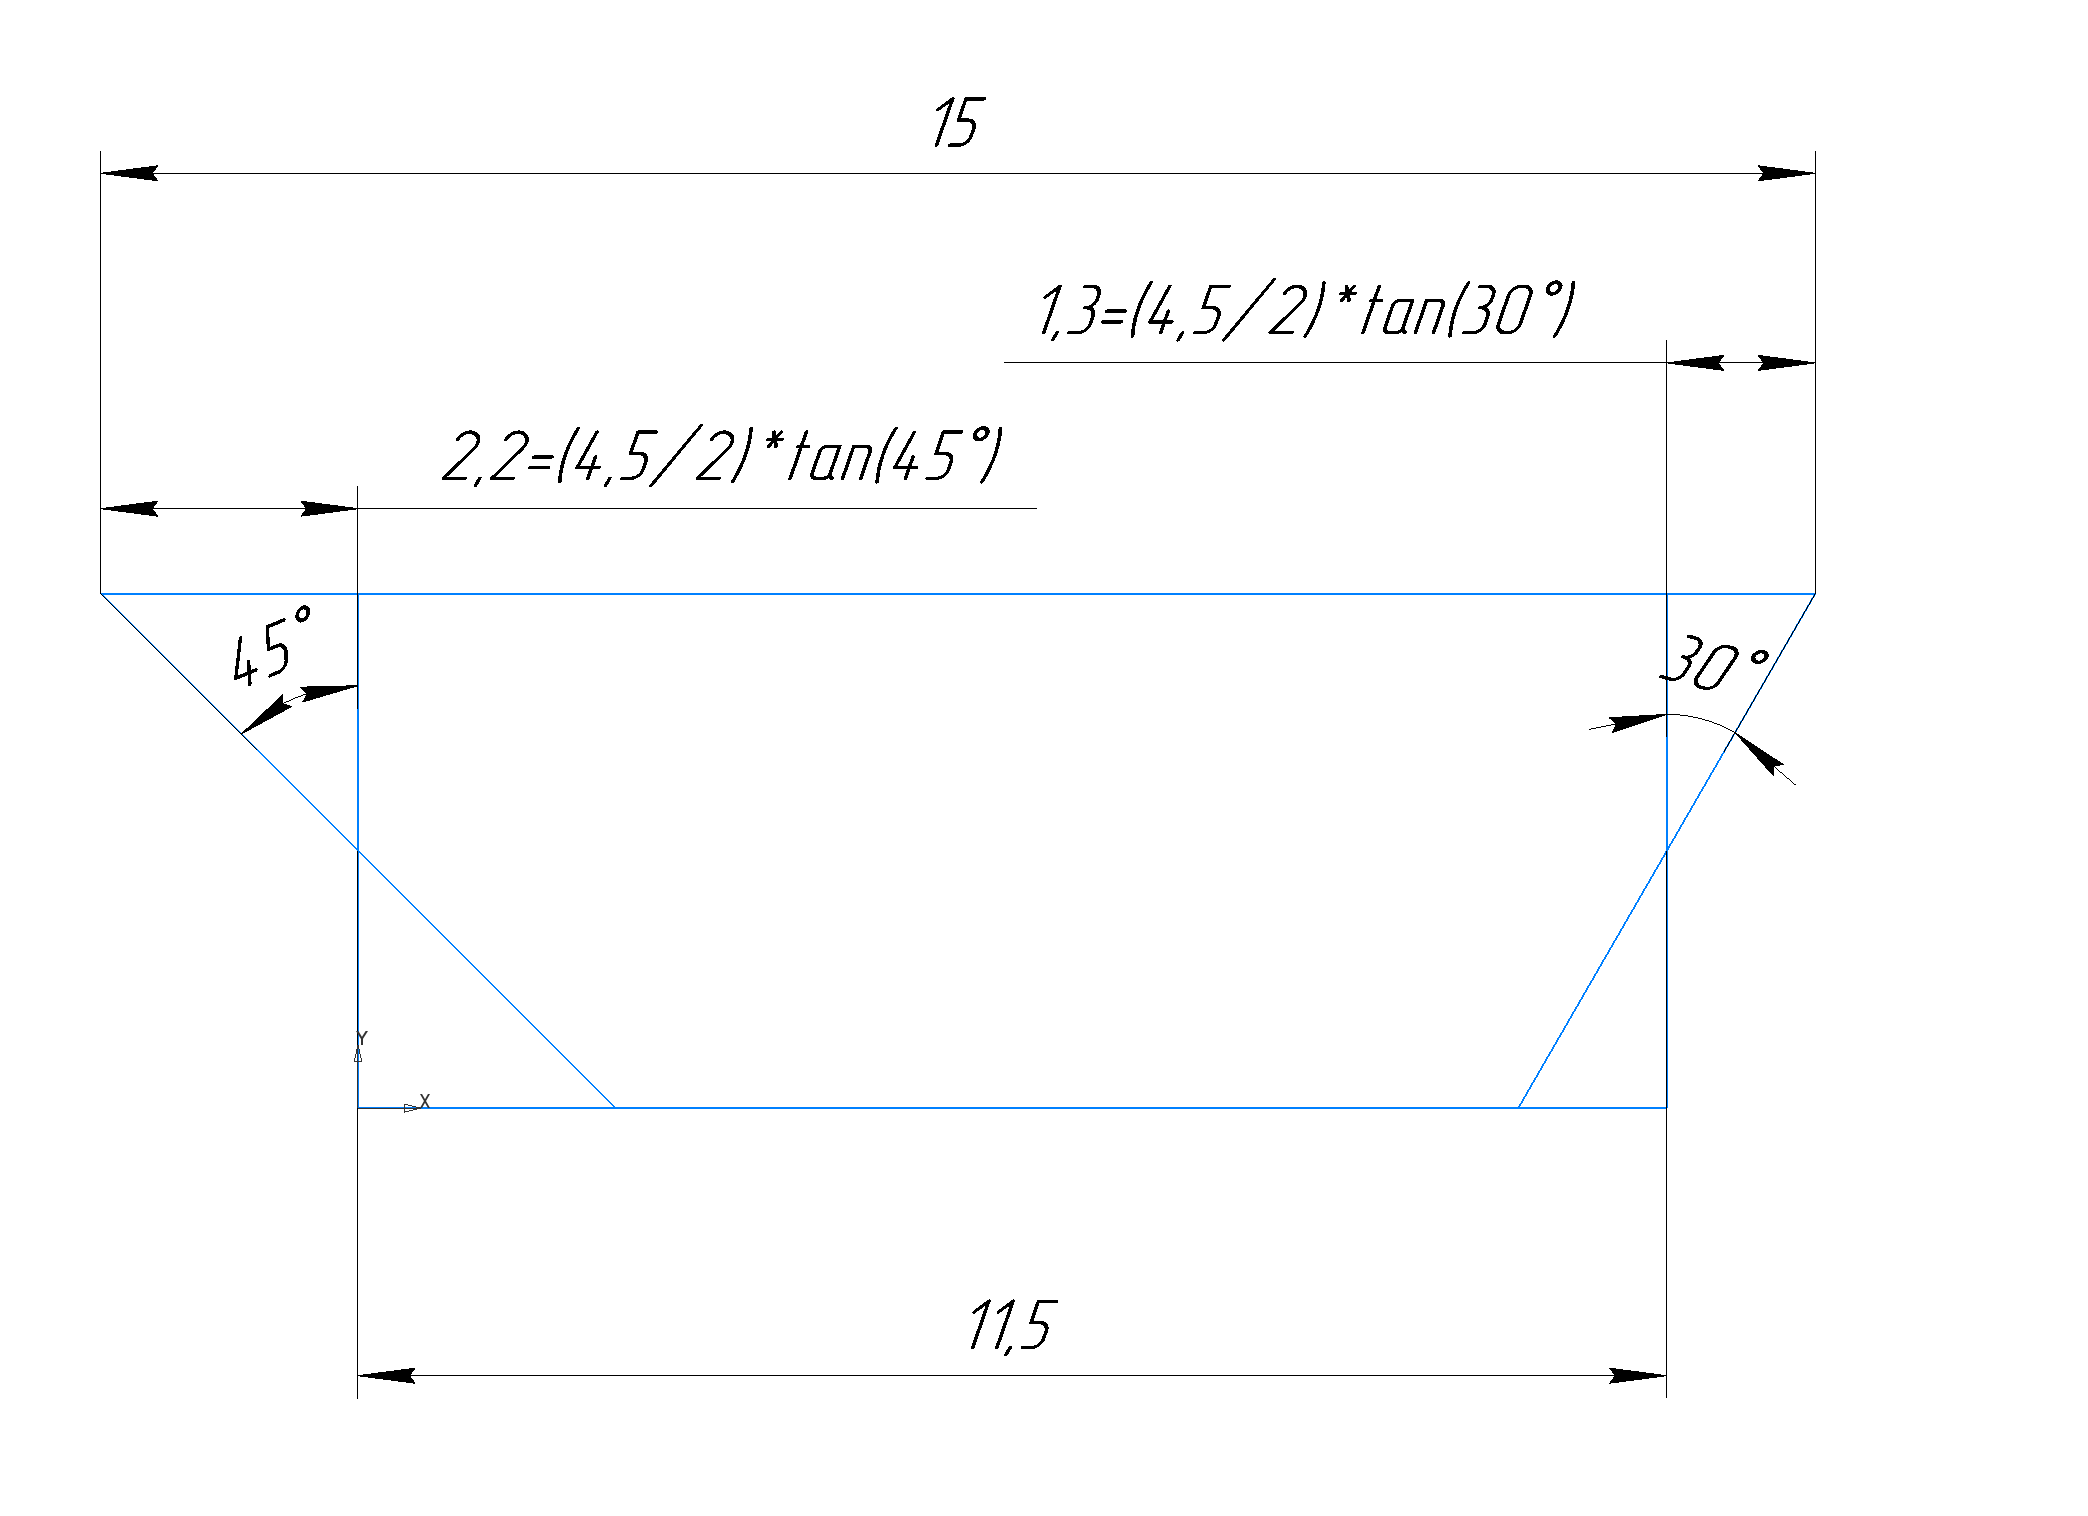 15
1,3=(4,5/2)*tan(30°)
2,2=(4,5/2)*tan(45°)
45°
30°
Y
X
11,5